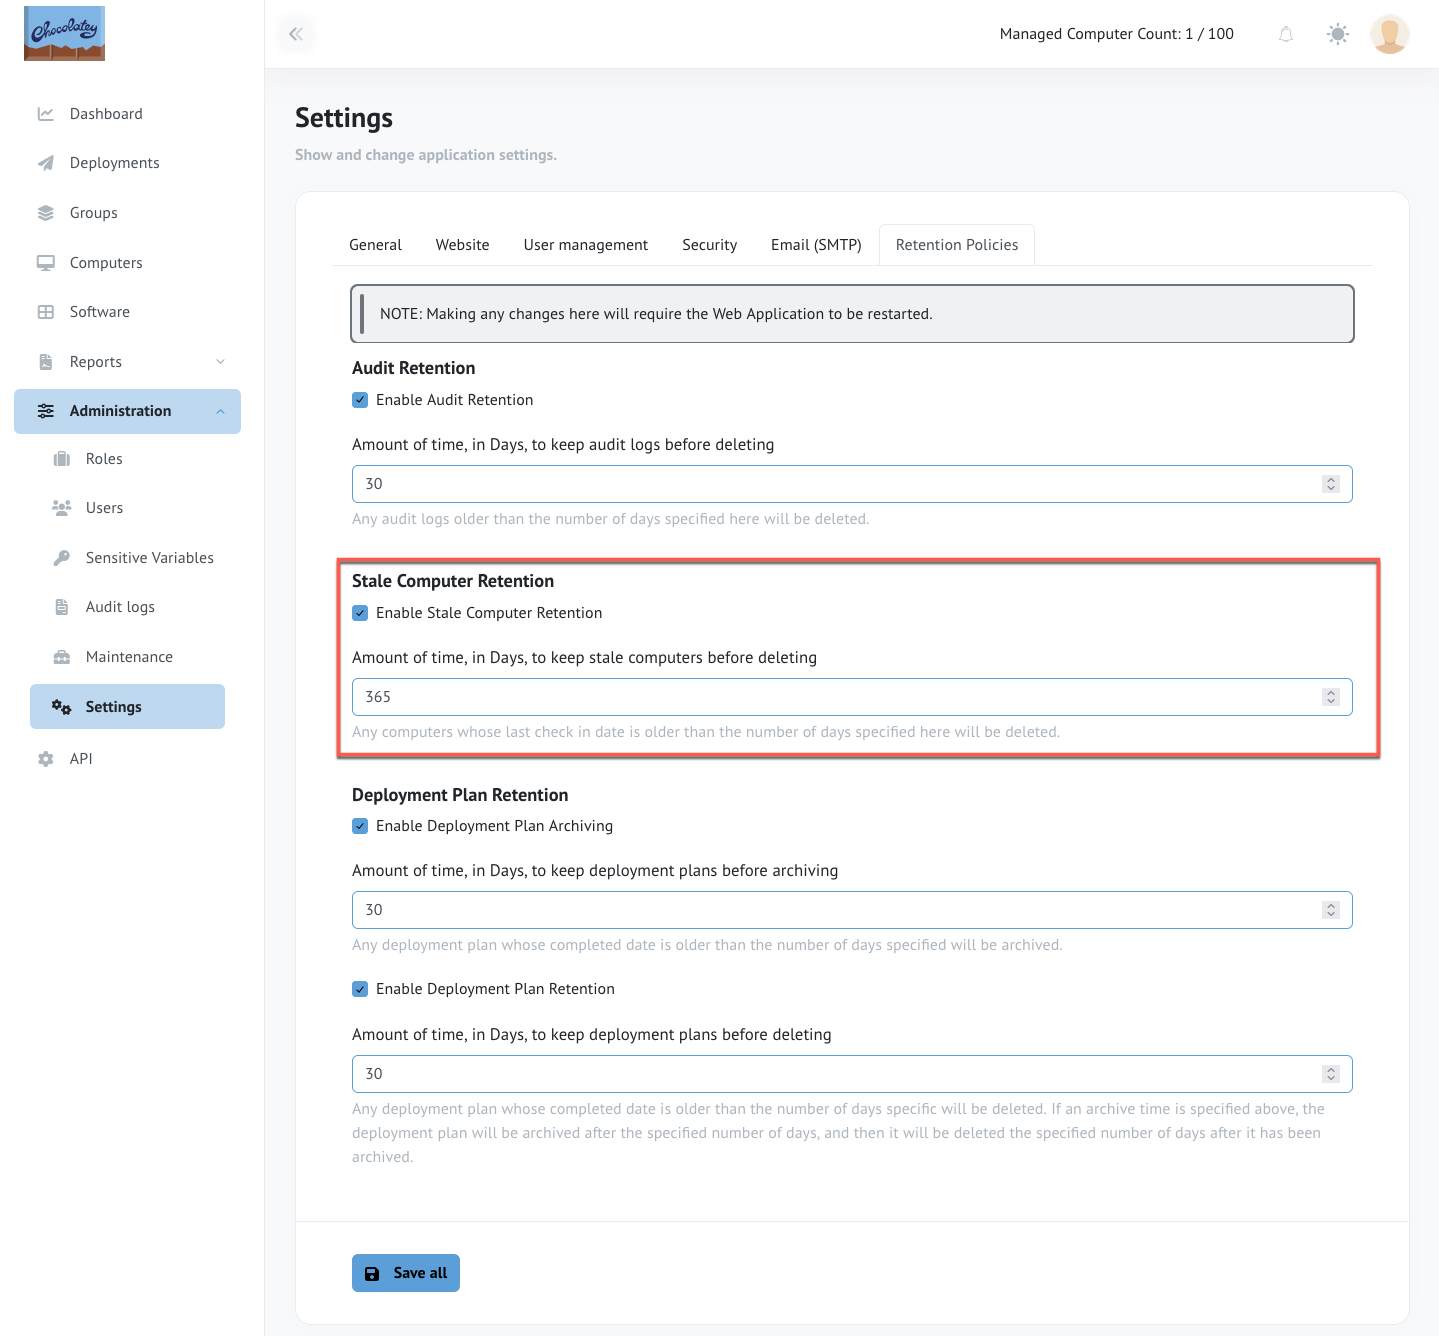 Chocolatey
Managed Computer Count: 1 / 100
Dashboard
Deployments
Groups
Computers
Software
Reports
Administration
Roles
Users
Sensitive Variables
Audit logs
Maintenance
Settings
API
Settings
Show and change application settings.
General
Website
User management
Security
Email (SMTP)
Retention Policies
NOTE: Making any changes here will require the Web Application to be restarted.
Audit Retention
Enable Audit Retention
Amount of time, in Days, to keep audit logs before deleting
30
Any audit logs older than the number of days specified here will be deleted.
Stale Computer Retention
Enable Stale Computer Retention
Amount of time, in Days, to keep stale computers before deleting
365
Any computers whose last check in date is older than the number of days specified here will be deleted.
Deployment Plan Retention
Enable Deployment Plan Archiving
Amount of time, in Days, to keep deployment plans before archiving
30
Any deployment plan whose completed date is older than the number of days specified will be archived.
Enable Deployment Plan Retention
Amount of time, in Days, to keep deployment plans before deleting
30
Any deployment plan whose completed date is older than the number of days specific will be deleted. If an archive time is specified above, the
deployment plan will be archived after the specified number of days, and then it will be deleted the specified number of days after it has been
archived.
Save all